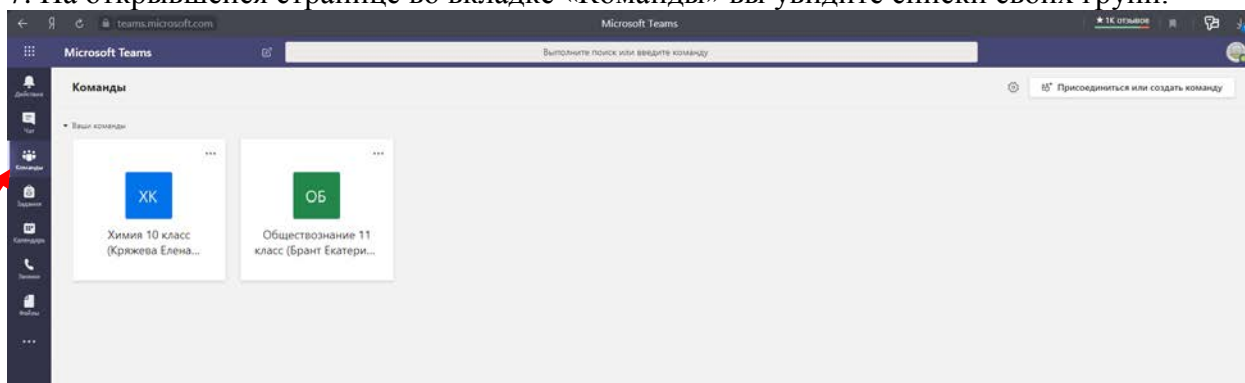 7. На открывшейся странице во вкладке «Команды» вы увидите списки своих групп.
teams.microsoft.com
Microsoft Teams
★ 1K отзывов
Microsoft Teams
Выполните поиск или введите команду
Действия
Команды
Присоединиться или создать команду
Чат
Ваши команды
Команды
ХК
ОБ
Задания
Химия 10 класс
(Кряжева Елена...
Обществознание 11
класс (Брант Екатери...
Календарь
Звонки
Файлы